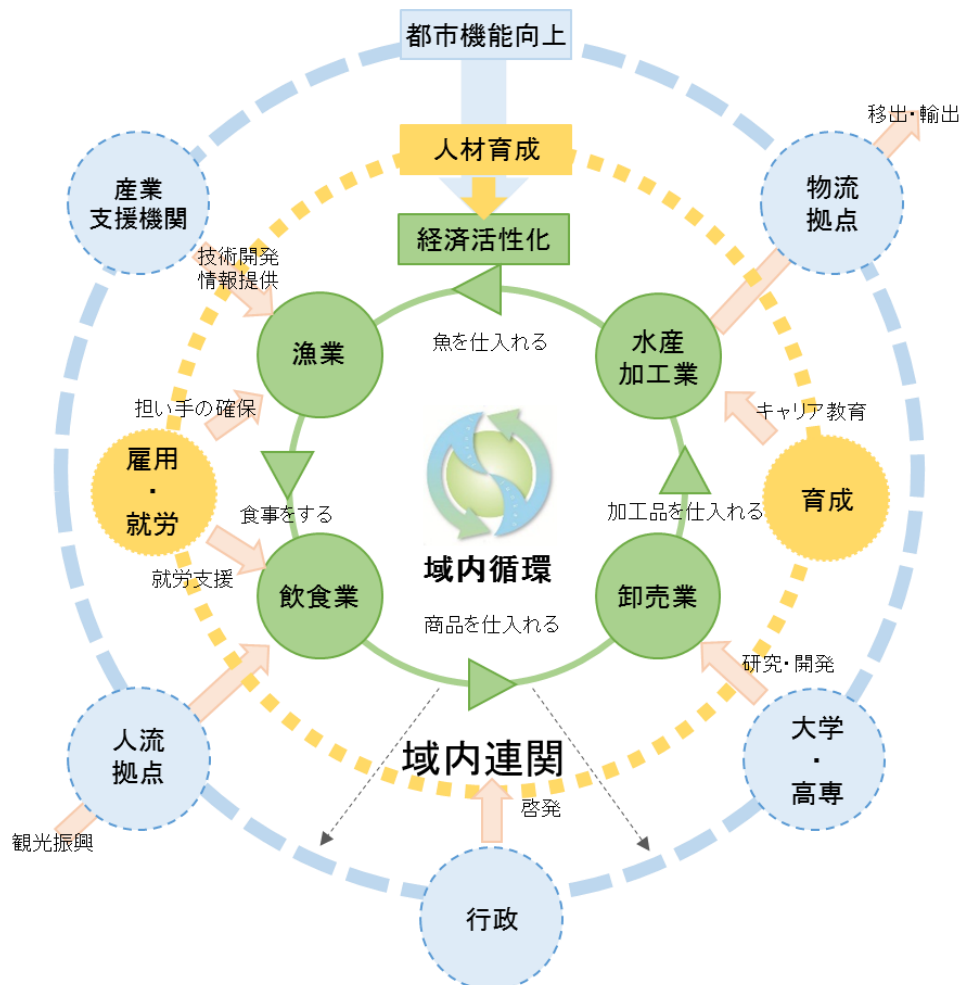 都市機能向上
移出・輸出
人材育成
産業
支援機関
物流
拠点
経済活性化
技術開発
情報提供
漁業
魚を仕入れる
水産
加工業
担い手の確保
キャリア教育
雇用
・
就労
育成
食事をする
加工品を仕入れる
域内循環
就労支援
飲食業
卸売業
商品を仕入れる
研究・開発
人流
拠点
域内連関
大学
・
高専
啓発
観光振興
行政